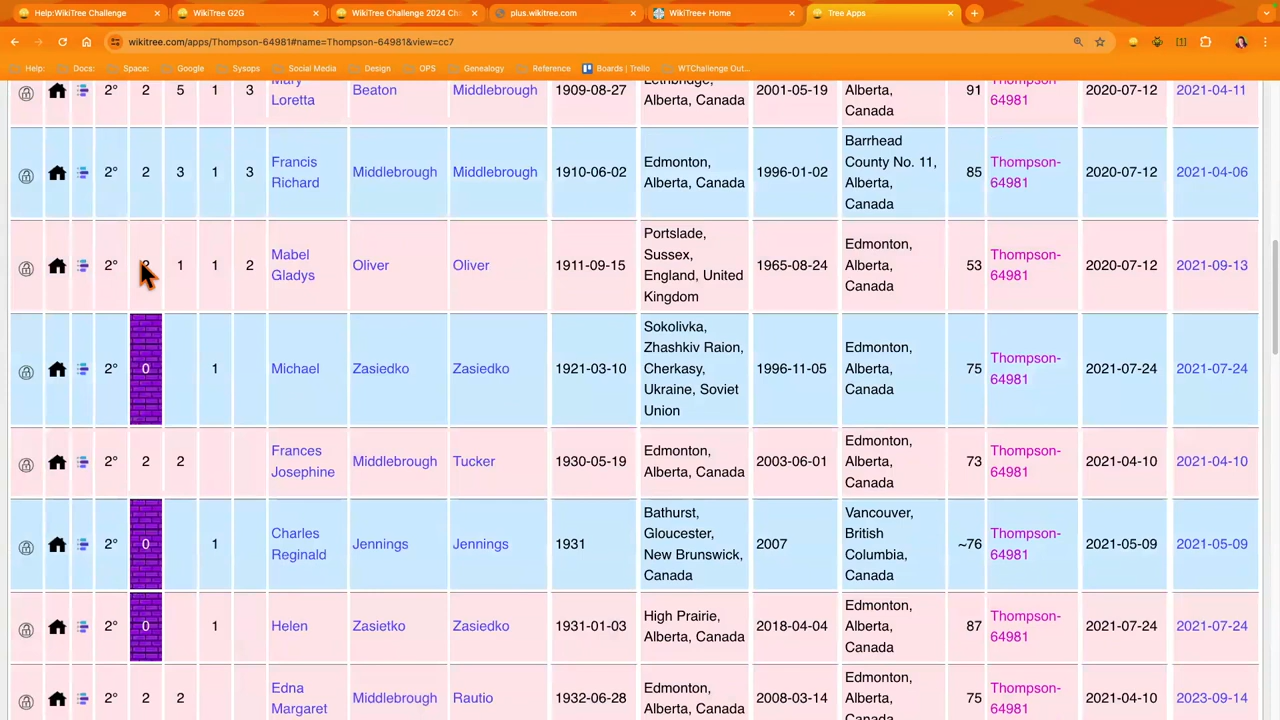 Help:WikiTree Challenge
WikiTree G2G
WikiTree Challenge 2024 Ch
plus.wikitree.com
WikiTree+ Home
Tree Apps
wikitree.com/apps/Thompson-64981#name=Thompson-64981&view=cc7
Help: Docs: Space: Google Sysops Social Media Design OPS Genealogy Reference Boards | Trello WTChallenge Out...
2° 2 5 1 3 Mary Loretta Beaton Middlebrough 1909-08-27 Lethbridge, Alberta, Canada 2001-05-19 Alberta, Canada 91 Thompson-64981 2020-07-12 2021-04-11
2° 2 3 1 3 Francis Richard Middlebrough Middlebrough 1910-06-02 Edmonton, Alberta, Canada 1996-01-02 Barrhead County No. 11, Alberta, Canada 85 Thompson-64981 2020-07-12 2021-04-06
2° 1 1 2 Mabel Gladys Oliver Oliver 1911-09-15 Portslade, Sussex, England, United Kingdom 1965-08-24 Edmonton, Alberta, Canada 53 Thompson-64981 2020-07-12 2021-09-13
2° 0 1 Michael Zasiedko Zasiedko 1921-03-10 Sokolivka, Zhashkiv Raion, Cherkasy, Ukraine, Soviet Union 1996-11-05 Edmonton, Alberta, Canada 75 Thompson-64981 2021-07-24 2021-07-24
2° 2 2 Frances Josephine Middlebrough Tucker 1930-05-19 Edmonton, Alberta, Canada 2003-06-01 Edmonton, Alberta, Canada 73 Thompson-64981 2021-04-10 2021-04-10
2° 0 1 Charles Reginald Jennings Jennings 1931 Bathurst, Gloucester, New Brunswick, Canada 2007 Vancouver, British Columbia, Canada ~76 Thompson-64981 2021-05-09 2021-05-09
2° 0 1 Helen Zasietko Zasiedko 1931-01-03 High Prairie, Alberta, Canada 2018-04-04 Edmonton, Alberta, Canada 87 Thompson-64981 2021-07-24 2021-07-24
2° 2 2 Edna Margaret Middlebrough Rautio 1932-06-28 Edmonton, Alberta, Canada 2008-03-14 Edmonton, Alberta, Canada 75 Thompson-64981 2021-04-10 2023-09-14